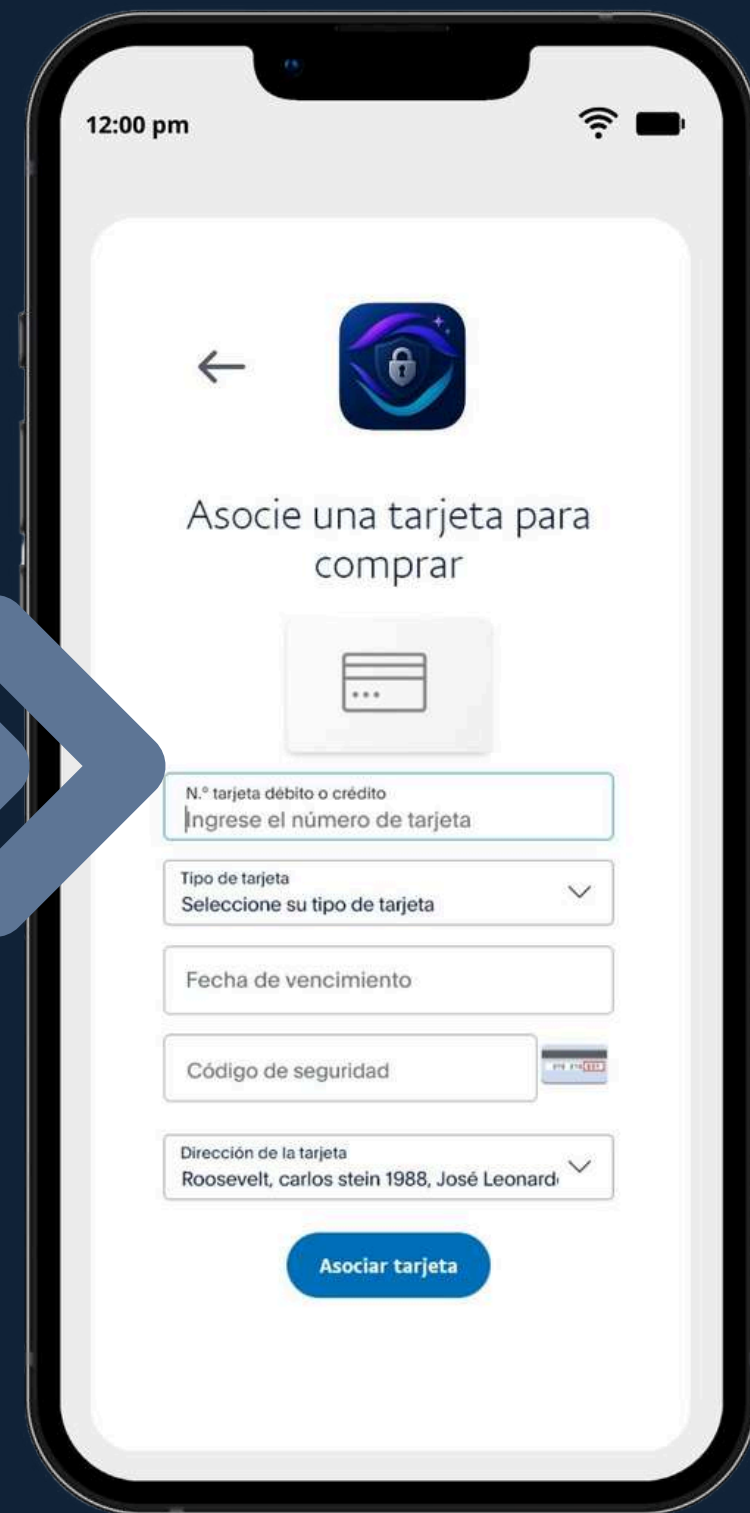 12:00 pm
Asocie una tarjeta para
comprar
N.º tarjeta débito o crédito
Ingrese el número de tarjeta
Tipo de tarjeta
Seleccione su tipo de tarjeta
Fecha de vencimiento
Código de seguridad
Dirección de la tarjeta
Roosevelt, carlos stein 1988, José Leonard
Asociar tarjeta